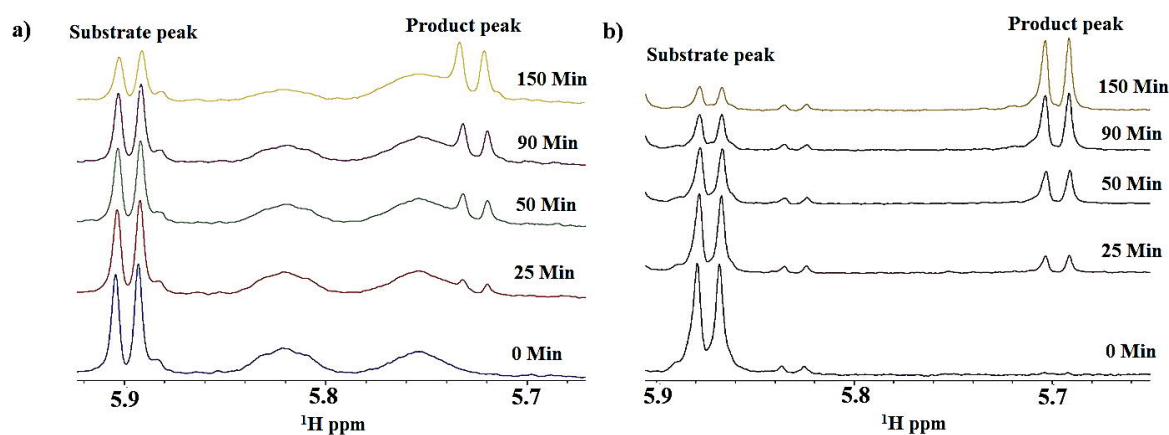 a)
Substrate peak
Product peak
150 Min
90 Min
50 Min
25 Min
0 Min
5.9
5.8
5.7
¹H ppm
b)
Substrate peak
Product peak
150 Min
90 Min
50 Min
25 Min
0 Min
5.9
5.8
5.7
¹H ppm